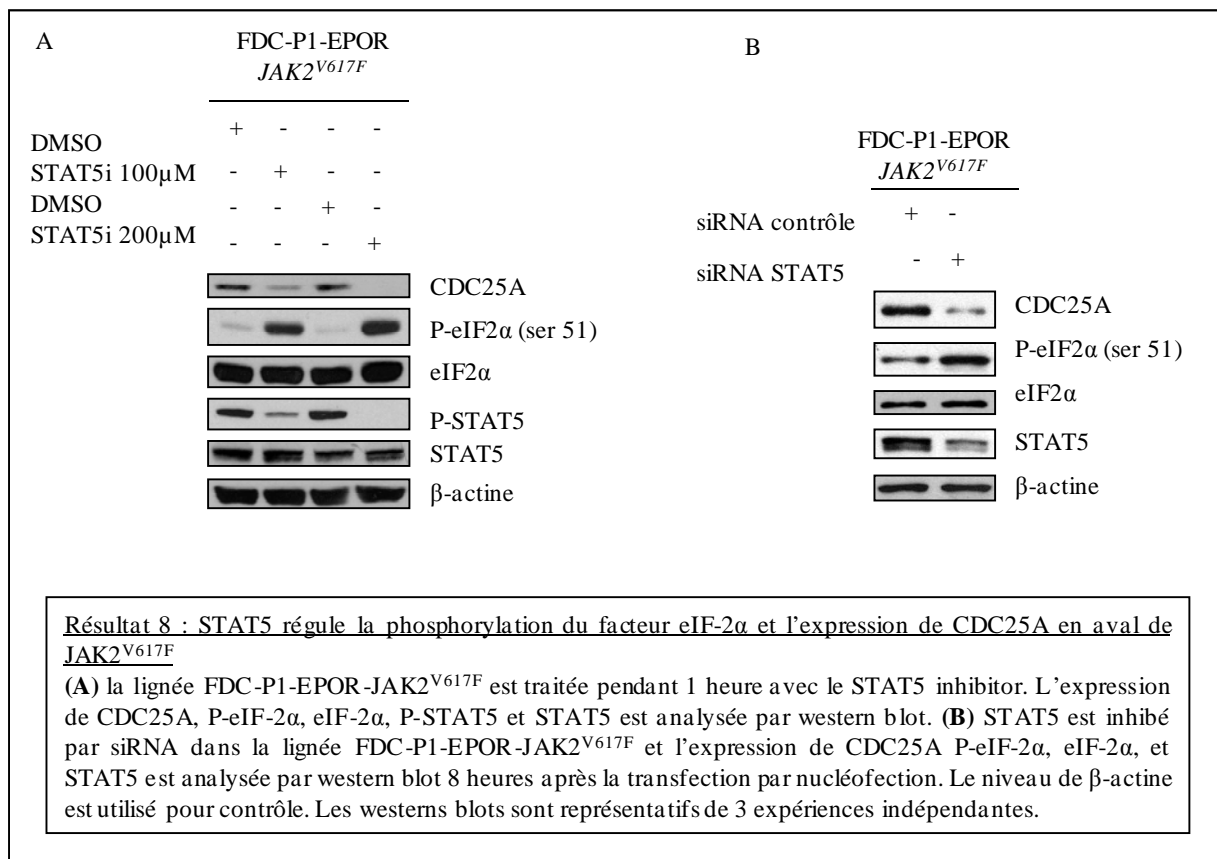 A
FDC-P1-EPOR
JAK2V617F
+ - - -
DMSO
STAT5i 100µM - + - -
DMSO - - + -
STAT5i 200µM - - - +
CDC25A
P-eIF2α (ser 51)
eIF2α
P-STAT5
STAT5
β-actine
B
FDC-P1-EPOR
JAK2V617F
siRNA contrôle + -
siRNA STAT5 - +
CDC25A
P-eIF2α (ser 51)
eIF2α
STAT5
β-actine
Résultat 8 : STAT5 régule la phosphorylation du facteur eIF-2α et l'expression de CDC25A en aval de
JAK2V617F
(A) la lignée FDC-P1-EPOR-JAK2V617F est traitée pendant 1 heure avec le STAT5 inhibitor. L'expression
de CDC25A, P-eIF-2α, eIF-2α, P-STAT5 et STAT5 est analysée par western blot. (B) STAT5 est inhibé
par siRNA dans la lignée FDC-P1-EPOR-JAK2V617F et l'expression de CDC25A P-eIF-2α, eIF-2α, et
STAT5 est analysée par western blot 8 heures après la transfection par nucléofection. Le niveau de β-actine
est utilisé pour contrôle. Les westerns blots sont représentatifs de 3 expériences indépendantes.